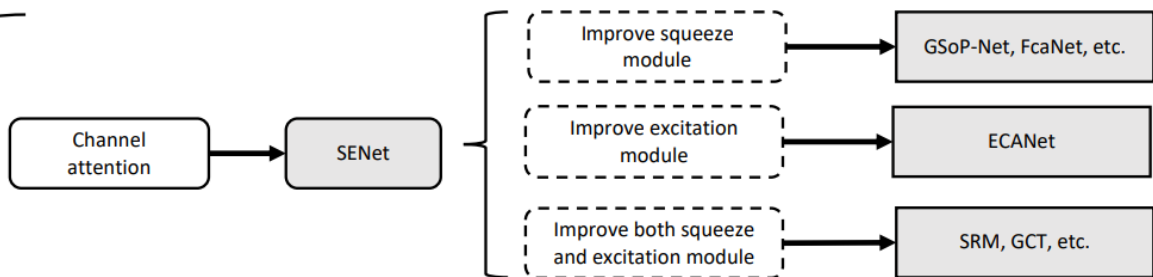 Improve squeeze
module
GSoP-Net, FcaNet, etc.
Channel
attention
SENet
Improve excitation
module
ECANet
Improve both squeeze
and excitation module
SRM, GCT, etc.